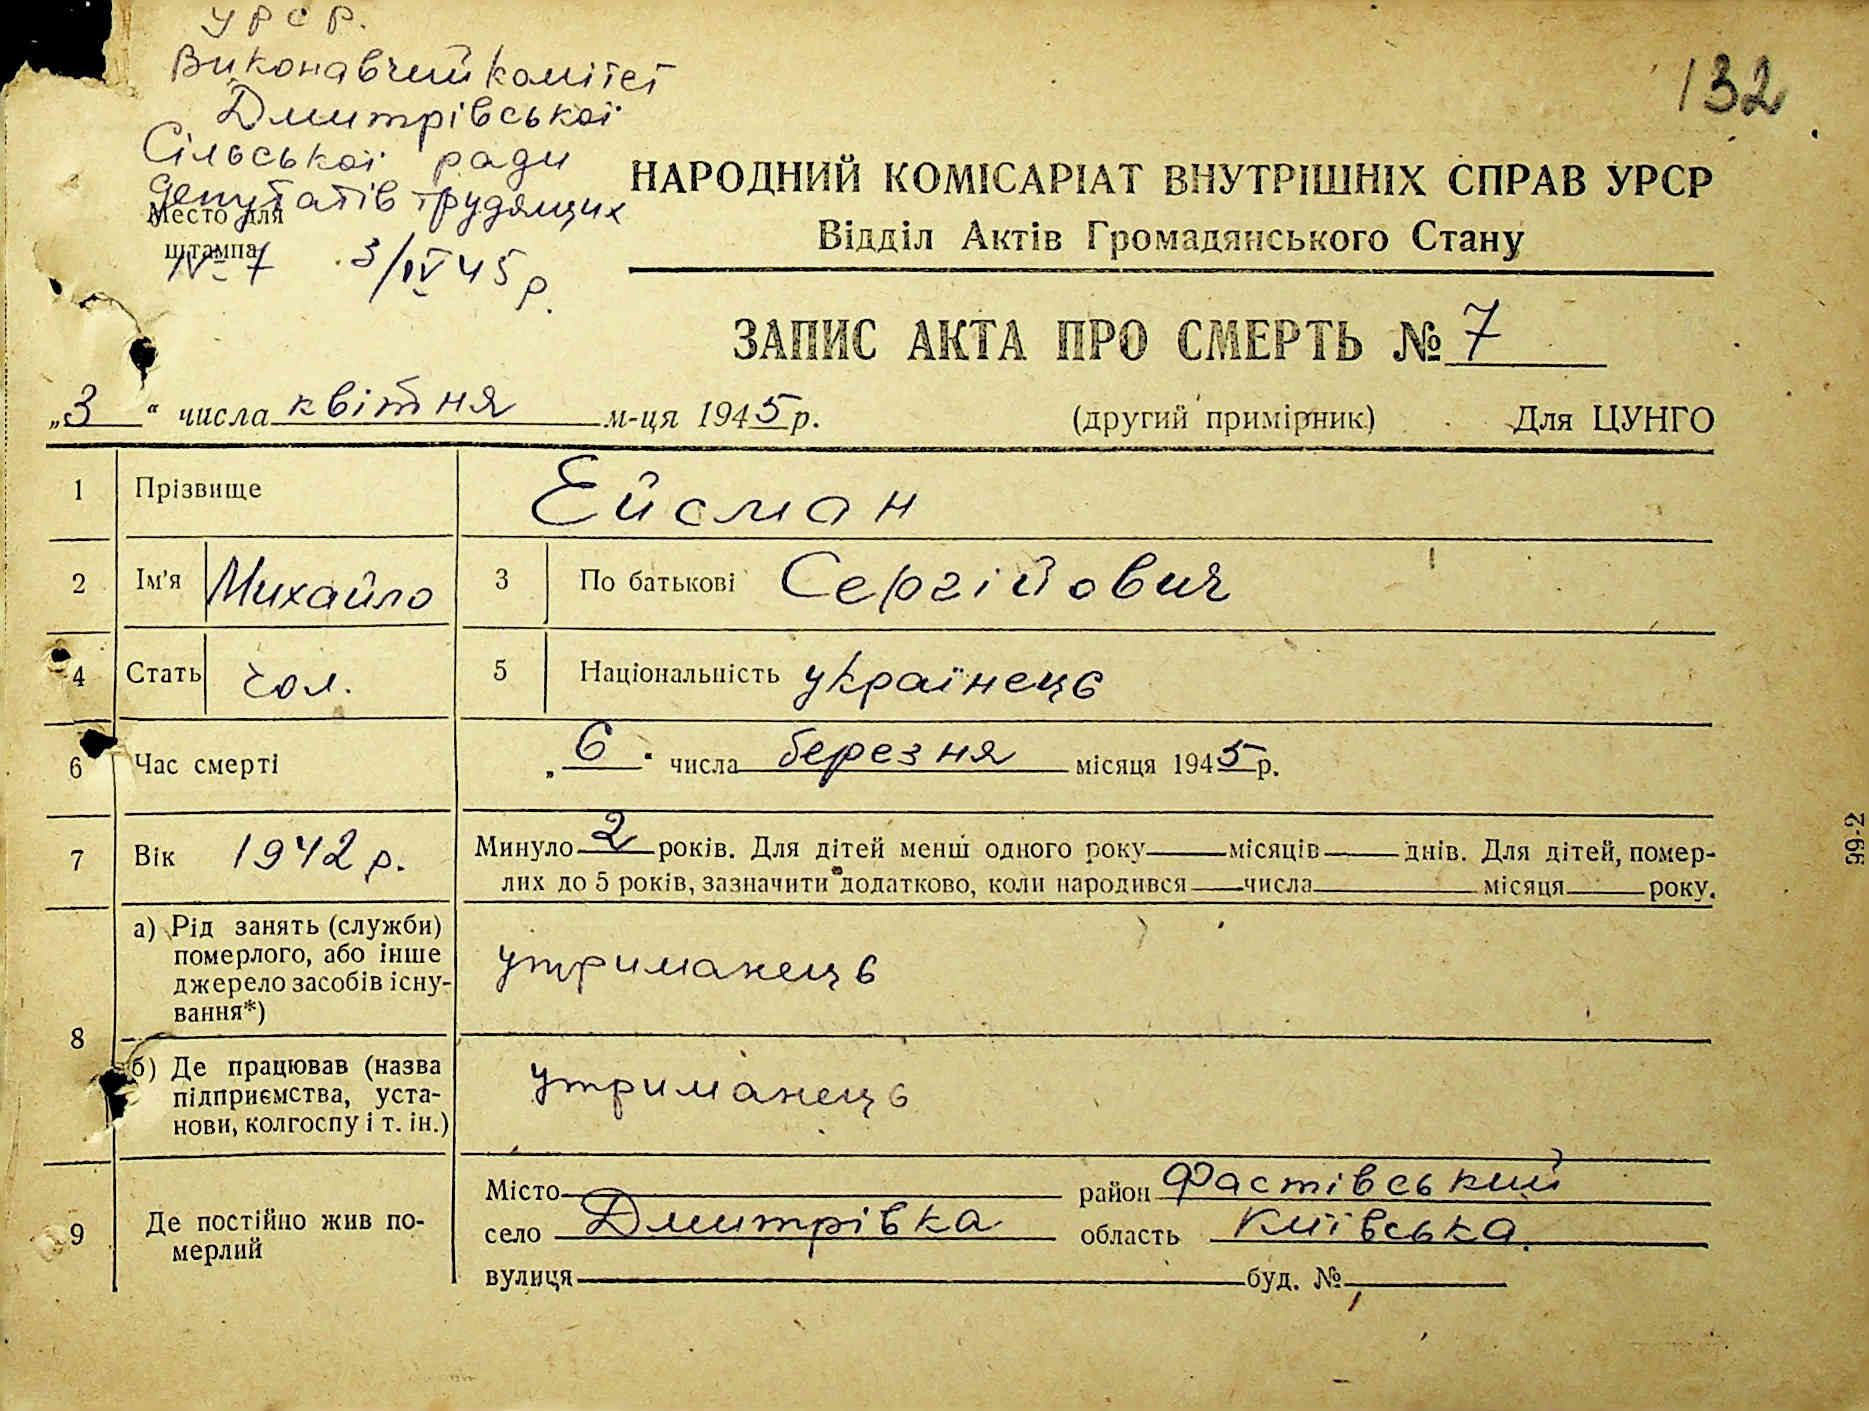 УРСР.
Виконавчий комітет
Дмитрівської
Сільської ради
депутатів трудящих
Место для
штампа
№ 7 3/IV 45 р.
132
НАРОДНИЙ КОМІСАРІАТ ВНУТРІШНІХ СПРАВ УРСР
Відділ Актів Громадянського Стану
ЗАПИС АКТА ПРО СМЕРТЬ № 7
„3“ числа квітня м-ця 1945 р. (другий примірник) Для ЦУНГО
1 Прізвище Ейсман
2 Ім'я Михайло 3 По батькові Сергійович
4 Стать чол. 5 Національність українець
6 Час смерті „6" числа березня місяця 1945 р.
7 Вік 1942 р. Минуло 2 років. Для дітей менш одного року місяців днів. Для дітей, помер-
лих до 5 років, зазначити додатково, коли народився числа місяця року.
8 а) Рід занять (служби)
померлого, або інше
джерело засобів існу-
вання*)
утриманець
б) Де працював (назва
підприємства, уста-
нови, колгоспу і т. ін.)
утриманець
9 Де постійно жив по-
мерлий
Місто район Фастівський
село Дмитрівка область Київська
вулиця буд. №
99-2